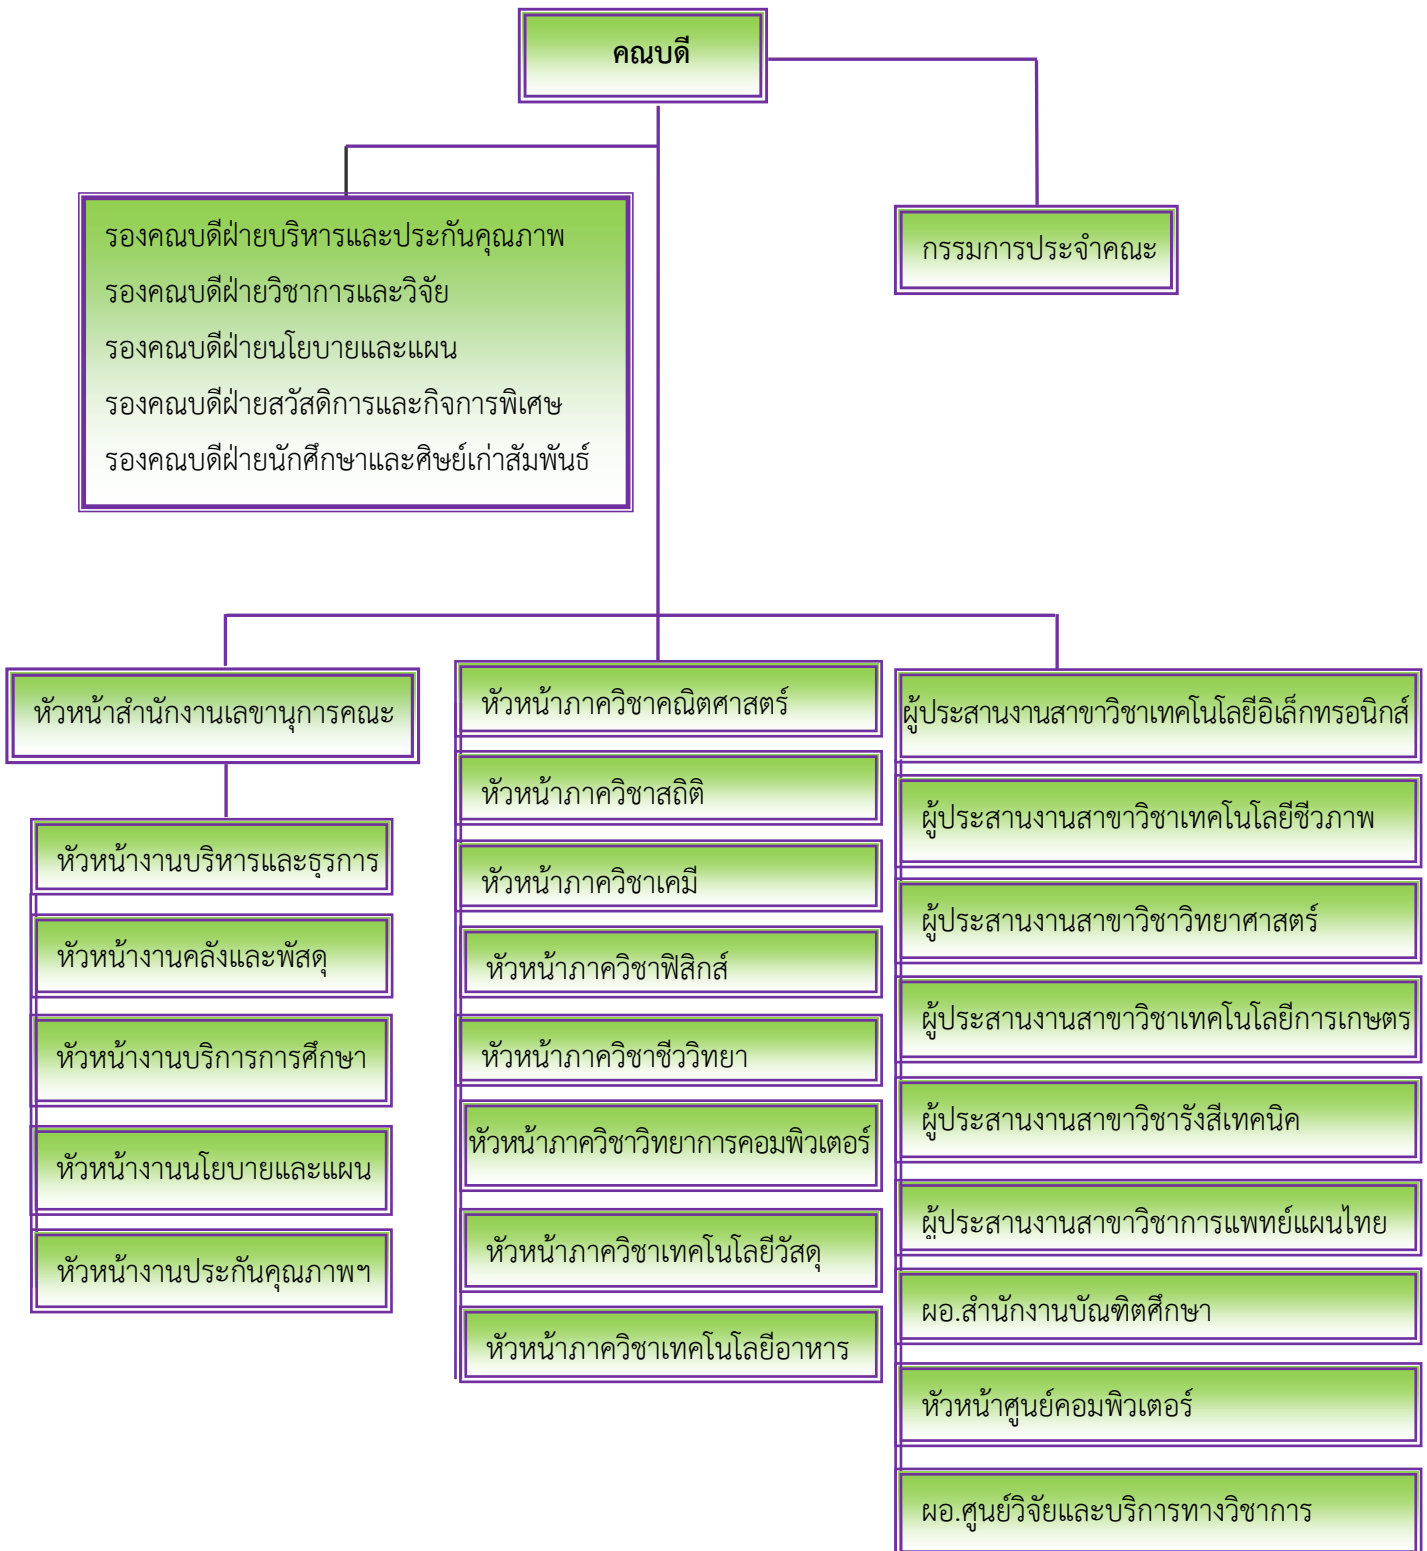 คณบดี
กรรมการประจำคณะ
รองคณบดีฝ่ายบริหารและประกันคุณภาพ
รองคณบดีฝ่ายวิชาการและวิจัย
รองคณบดีฝ่ายนโยบายและแผน
รองคณบดีฝ่ายสวัสดิการและกิจการพิเศษ
รองคณบดีฝ่ายนักศึกษาและศิษย์เก่าสัมพันธ์
หัวหน้าสำนักงานเลขานุการคณะ
หัวหน้างานบริหารและธุรการ
หัวหน้างานคลังและพัสดุ
หัวหน้างานบริการการศึกษา
หัวหน้างานนโยบายและแผน
หัวหน้างานประกันคุณภาพฯ
หัวหน้าภาควิชาคณิตศาสตร์
หัวหน้าภาควิชาสถิติ
หัวหน้าภาควิชาเคมี
หัวหน้าภาควิชาฟิสิกส์
หัวหน้าภาควิชาชีววิทยา
หัวหน้าภาควิชาวิทยาการคอมพิวเตอร์
หัวหน้าภาควิชาเทคโนโลยีวัสดุ
หัวหน้าภาควิชาเทคโนโลยีอาหาร
ผู้ประสานงานสาขาวิชาเทคโนโลยีอิเล็กทรอนิกส์
ผู้ประสานงานสาขาวิชาเทคโนโลยีชีวภาพ
ผู้ประสานงานสาขาวิชาวิทยาศาสตร์
ผู้ประสานงานสาขาวิชาเทคโนโลยีการเกษตร
ผู้ประสานงานสาขาวิชารังสีเทคนิค
ผู้ประสานงานสาขาวิชาการแพทย์แผนไทย
ผอ.สำนักงานบัณฑิตศึกษา
หัวหน้าศูนย์คอมพิวเตอร์
ผอ.ศูนย์วิจัยและบริการทางวิชาการ